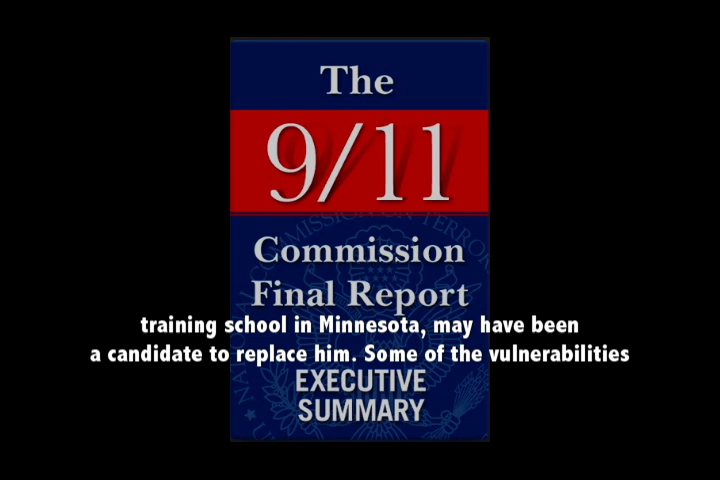 The
9/11
Commission
Final Report
training school in Minnesota, may have been
a candidate to replace him. Some of the vulnerabilities
EXECUTIVE
SUMMARY